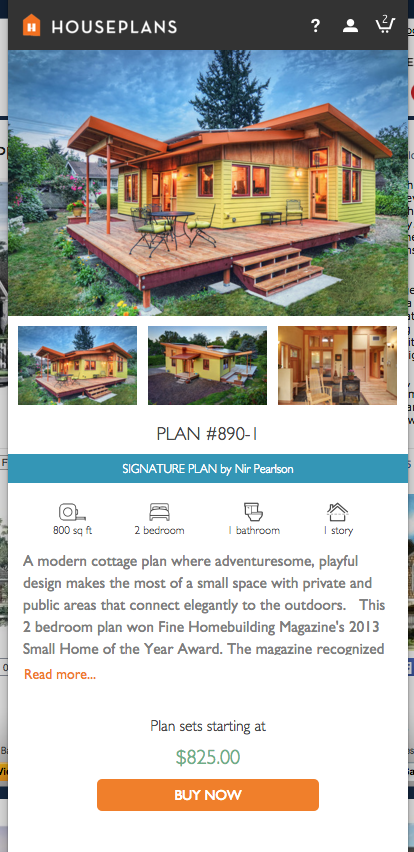 HOUSEPLANS
?
2
PLAN #890-1
SIGNATURE PLAN by Nir Pearlson
800 sq ft
2 bedroom
1 bathroom
1 story
A modern cottage plan where adventuresome, playful
design makes the most of a small space with private and
public areas that connect elegantly to the outdoors. This
2 bedroom plan won Fine Homebuilding Magazine's 2013
Small Home of the Year Award. The magazine recognized
Read more...
Plan sets starting at
$825.00
BUY NOW